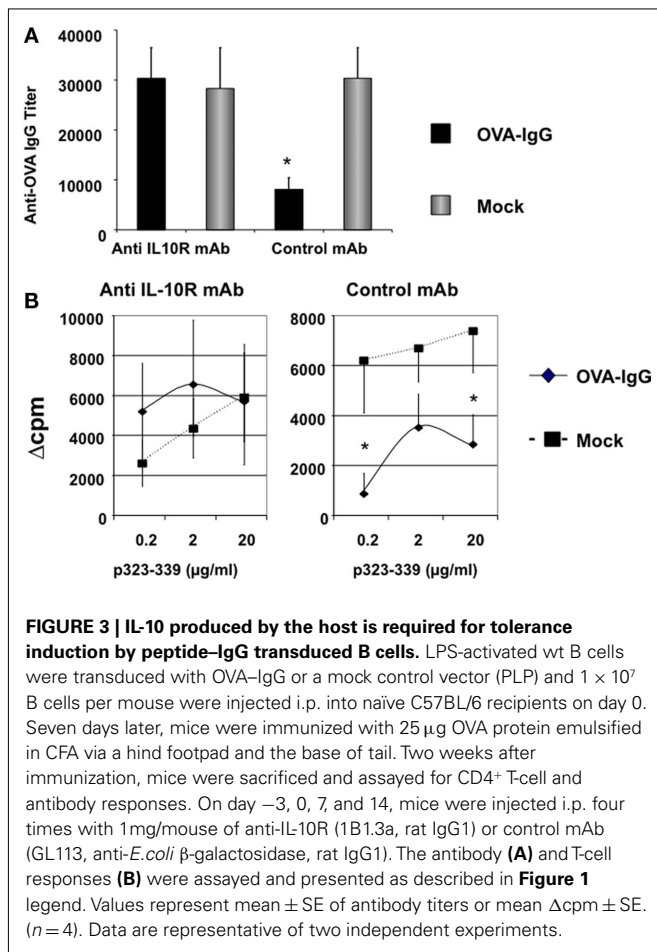 A
40000
30000
20000
10000
0
Anti-OVA IgG Titer
*
Anti IL10R mAb
Control mAb
OVA-IgG
Mock
B
Anti IL-10R mAb
Control mAb
10000
8000
6000
4000
2000
0
Δcpm
0.2 2 20
p323-339 (μg/ml)
8000
6000
4000
2000
0
*
*
0.2 2 20
p323-339 (μg/ml)
OVA-IgG
Mock
FIGURE 3 | IL-10 produced by the host is required for tolerance
induction by peptide–IgG transduced B cells. LPS-activated wt B cells
were transduced with OVA–IgG or a mock control vector (PLP) and 1 × 10⁷
B cells per mouse were injected i.p. into naïve C57BL/6 recipients on day 0.
Seven days later, mice were immunized with 25 μg OVA protein emulsified
in CFA via a hind footpad and the base of tail. Two weeks after
immunization, mice were sacrificed and assayed for CD4⁺ T-cell and
antibody responses. On day −3, 0, 7, and 14, mice were injected i.p. four
times with 1mg/mouse of anti-IL-10R (1B1.3a, rat IgG1) or control mAb
(GL113, anti-E.coli β-galactosidase, rat IgG1). The antibody (A) and T-cell
responses (B) were assayed and presented as described in Figure 1
legend. Values represent mean ± SE of antibody titers or mean Δcpm ± SE.
(n = 4). Data are representative of two independent experiments.